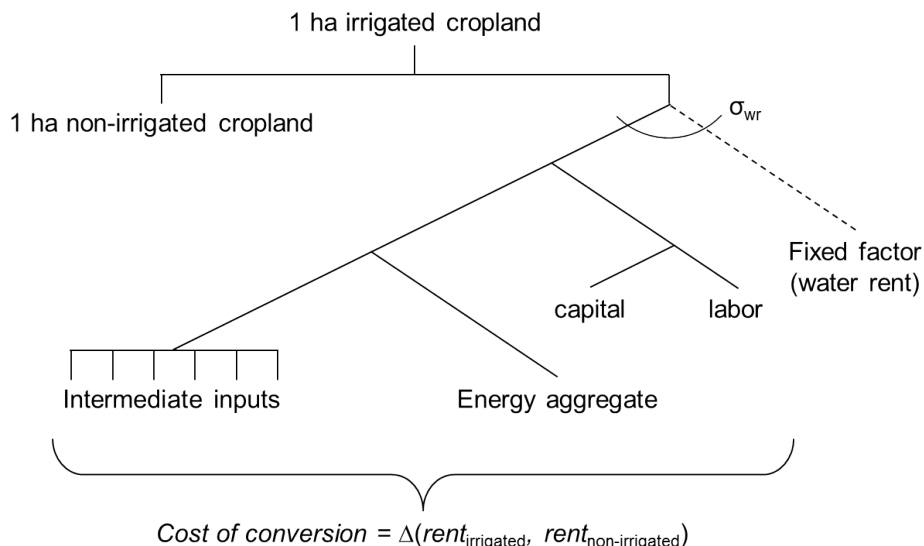 1 ha irrigated cropland
1 ha non-irrigated cropland
σwr
Fixed factor
(water rent)
capital
labor
Intermediate inputs
Energy aggregate
Cost of conversion = Δ(rentirrigated, rentnon-irrigated)